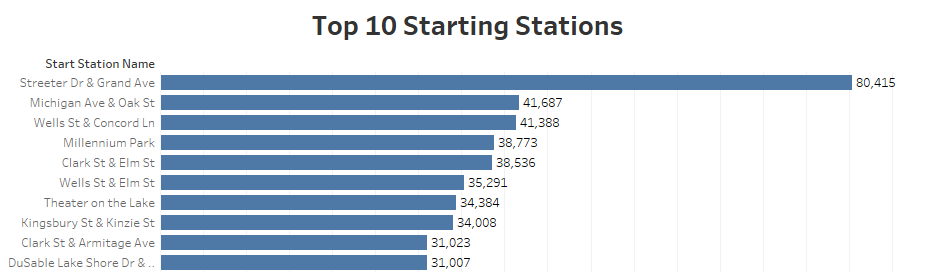 Top 10 Starting Stations
Start Station Name
Streeter Dr & Grand Ave 80,415
Michigan Ave & Oak St 41,687
Wells St & Concord Ln 41,388
Millennium Park 38,773
Clark St & Elm St 38,536
Wells St & Elm St 35,291
Theater on the Lake 34,384
Kingsbury St & Kinzie St 34,008
Clark St & Armitage Ave 31,023
DuSable Lake Shore Dr & .. 31,007